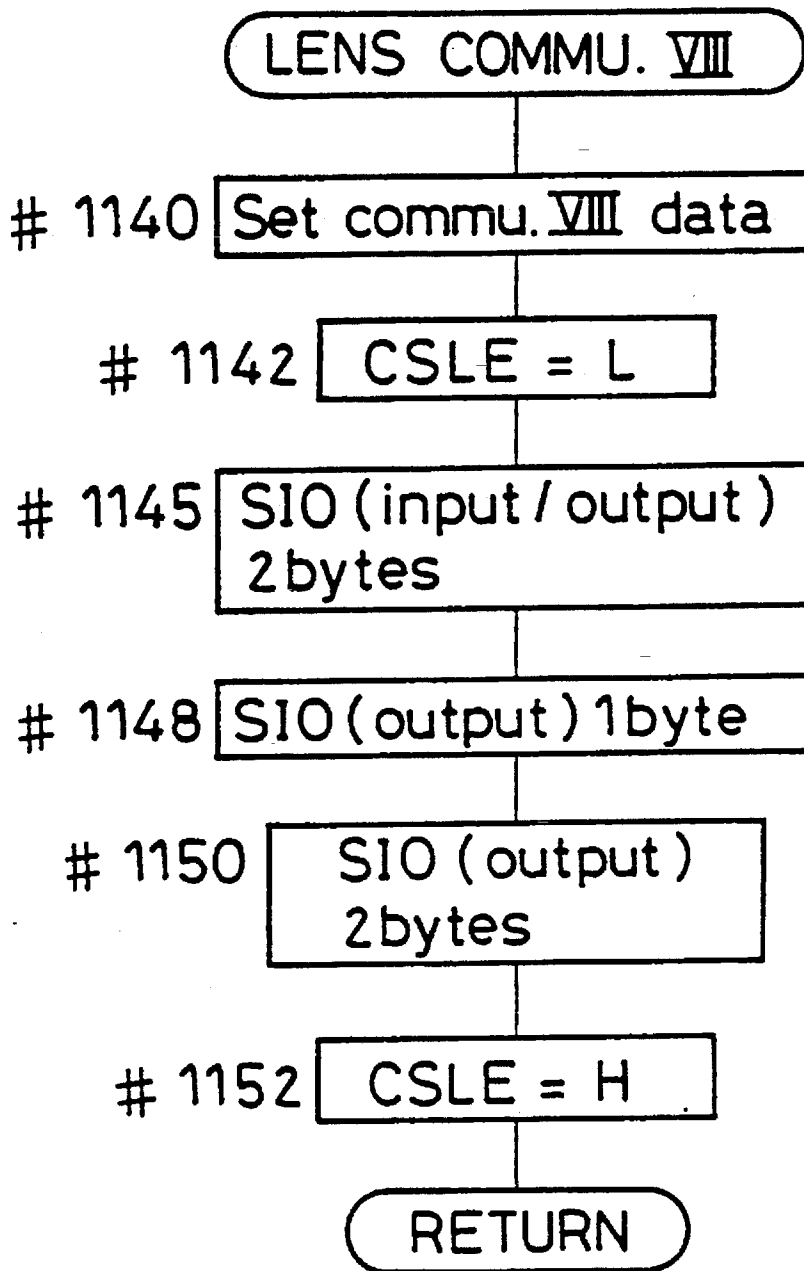 LENS COMMU. VIII
# 1140 Set commu. VIII data
# 1142 CSLE = L
# 1145 SIO (input / output)
2bytes
# 1148 SIO (output) 1byte
# 1150 SIO (output)
2bytes
# 1152 CSLE = H
RETURN